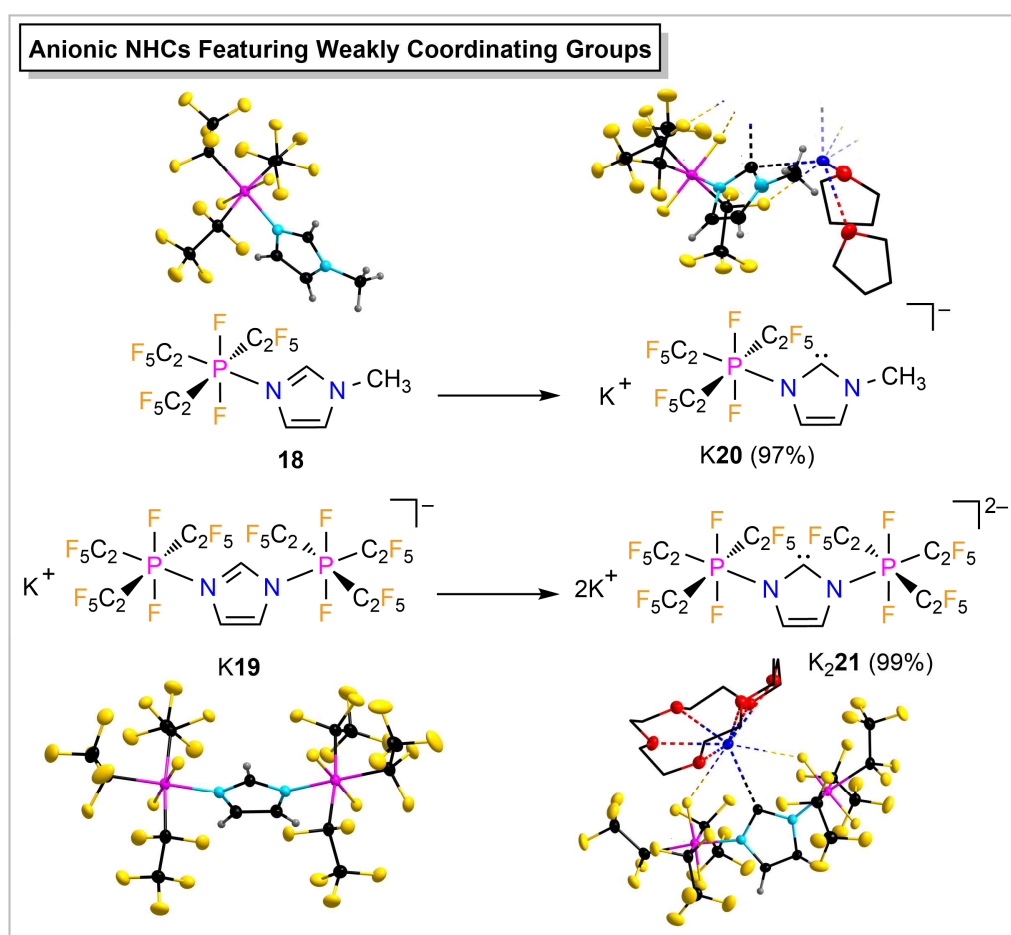 Anionic NHCs Featuring Weakly Coordinating Groups
F
F5C2 C2F5
P
F5C2 N N CH3
F
18
F
F5C2 C2F5
P
K+ F5C2 N N CH3
F
–
K20 (97%)
F F
F5C2 C2F5 F5C2 C2F5
P P
K+ F5C2 N N C2F5
F F
–
K19
F F
F5C2 C2F5 F5C2 C2F5
P P
2K+ F5C2 N N C2F5
F F
2–
K221 (99%)